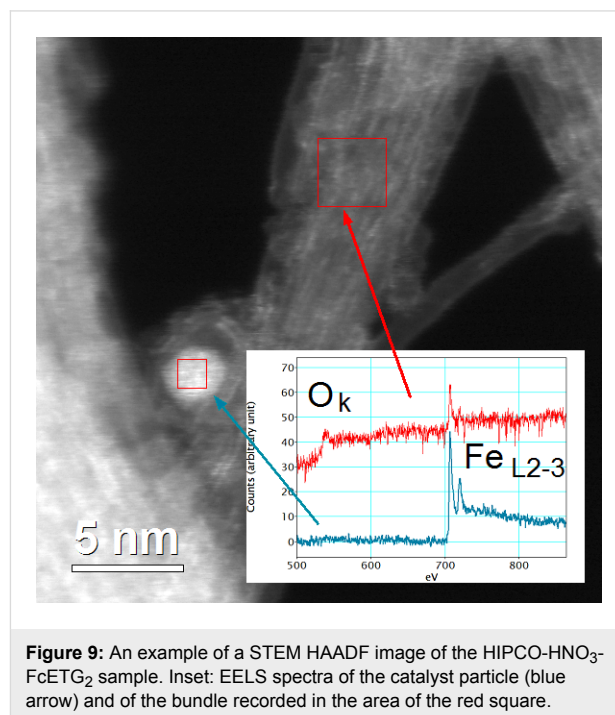 5 nm
Counts (arbitrary unit)
70
60
50
40
30
20
10
0
O k
Fe L2-3
500 600 700 800
eV
Figure 9: An example of a STEM HAADF image of the HIPCO-HNO3-
FcETG2 sample. Inset: EELS spectra of the catalyst particle (blue
arrow) and of the bundle recorded in the area of the red square.